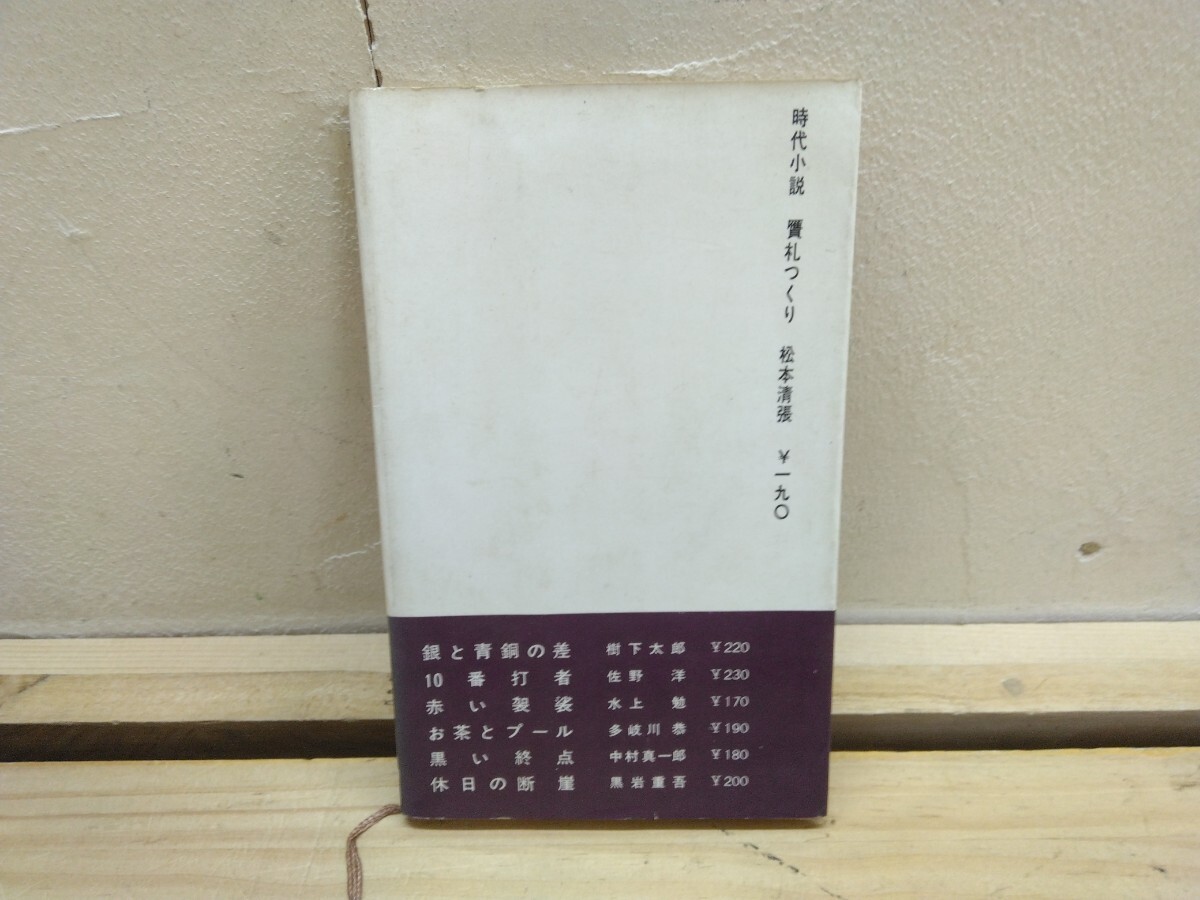 時代小説 贋札つくり 松本清張 ¥一九〇
銀と青銅の差 樹下太郎 ¥220
10番打者 佐野洋 ¥230
赤い袈裟 水上勉 ¥170
お茶とプール 多岐川恭 ¥190
黒い終点 中村真一郎 ¥180
休日の断崖 黒岩重吾 ¥200